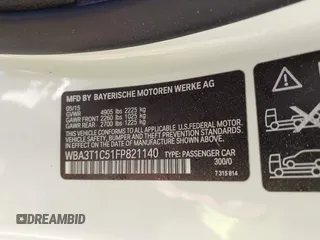 MFD. BY BAYERISCHE MOTOREN WERKE AG
05/15
GVWR 4905 lbs 2225 kg
GAWR FRONT 2260 lbs 1025 kg
GAWR REAR 2700 lbs 1225 kg
THIS VEHICLE CONFORMS TO ALL APPLICABLE U.S.
FEDERAL MOTOR VEHICLE SAFETY, BUMPER,
AND THEFT PREVENTION STANDARDS IN EFFECT
ON THE DATE OF MANUFACTURE SHOWN ABOVE.
WBA3T1C51FP821140 TYPE: PASSENGER CAR
300/0
7 315 814
DREAMBID